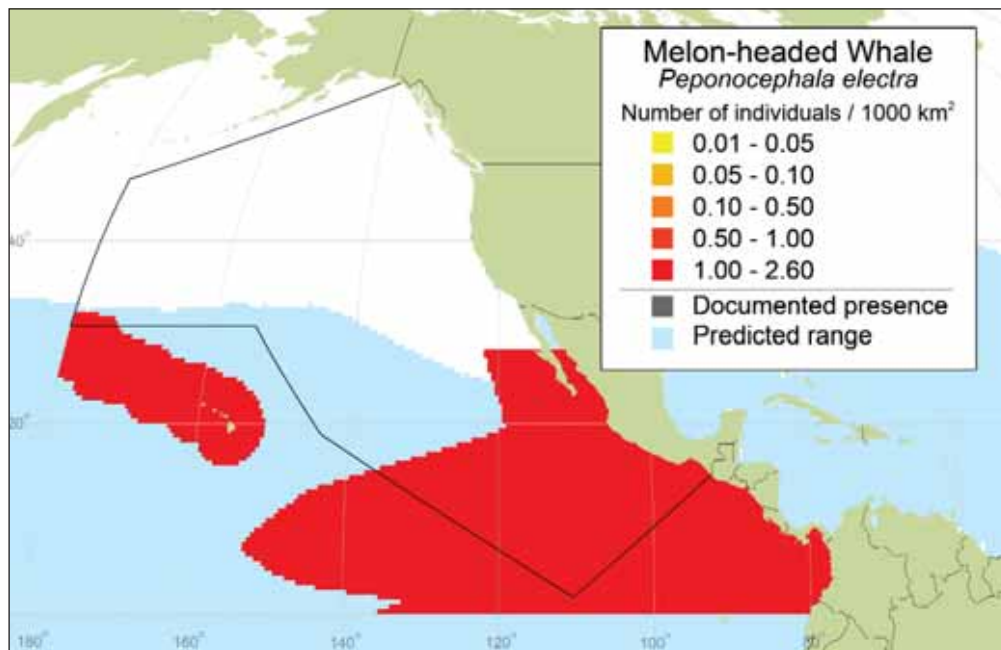 Melon-headed Whale
Peponocephala electra
Number of individuals / 1000 km²
0.01 - 0.05
0.05 - 0.10
0.10 - 0.50
0.50 - 1.00
1.00 - 2.60
Documented presence
Predicted range
40°
20°
180° 160° 140° 120° 100° 80°